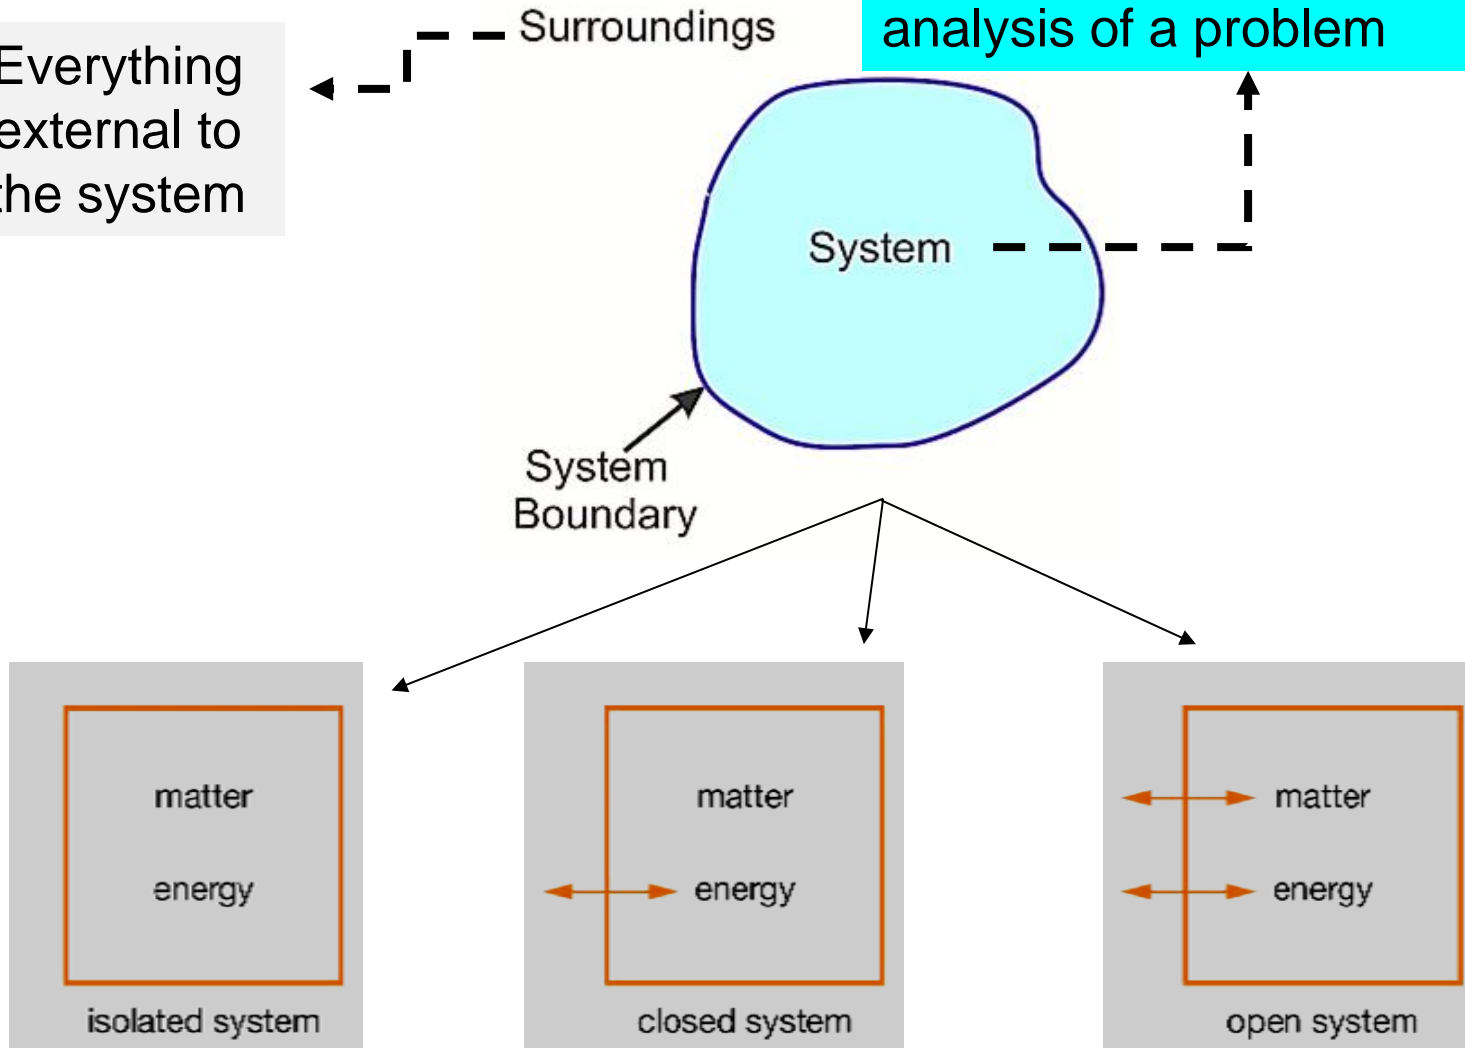 Surroundings
analysis of a problem
Everything
external to
the system
System
System
Boundary
matter
energy
isolated system
matter
energy
closed system
matter
energy
open system